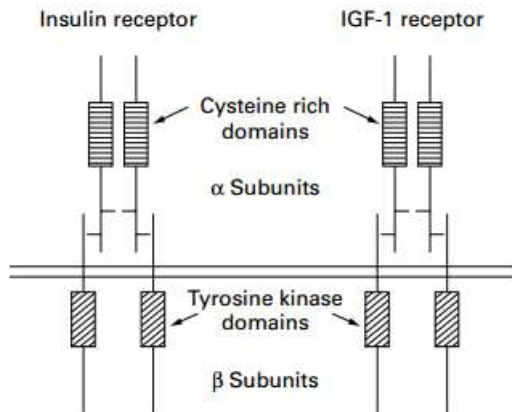 Insulin receptor
IGF-1 receptor
Cysteine rich
domains
α Subunits
Tyrosine kinase
domains
β Subunits